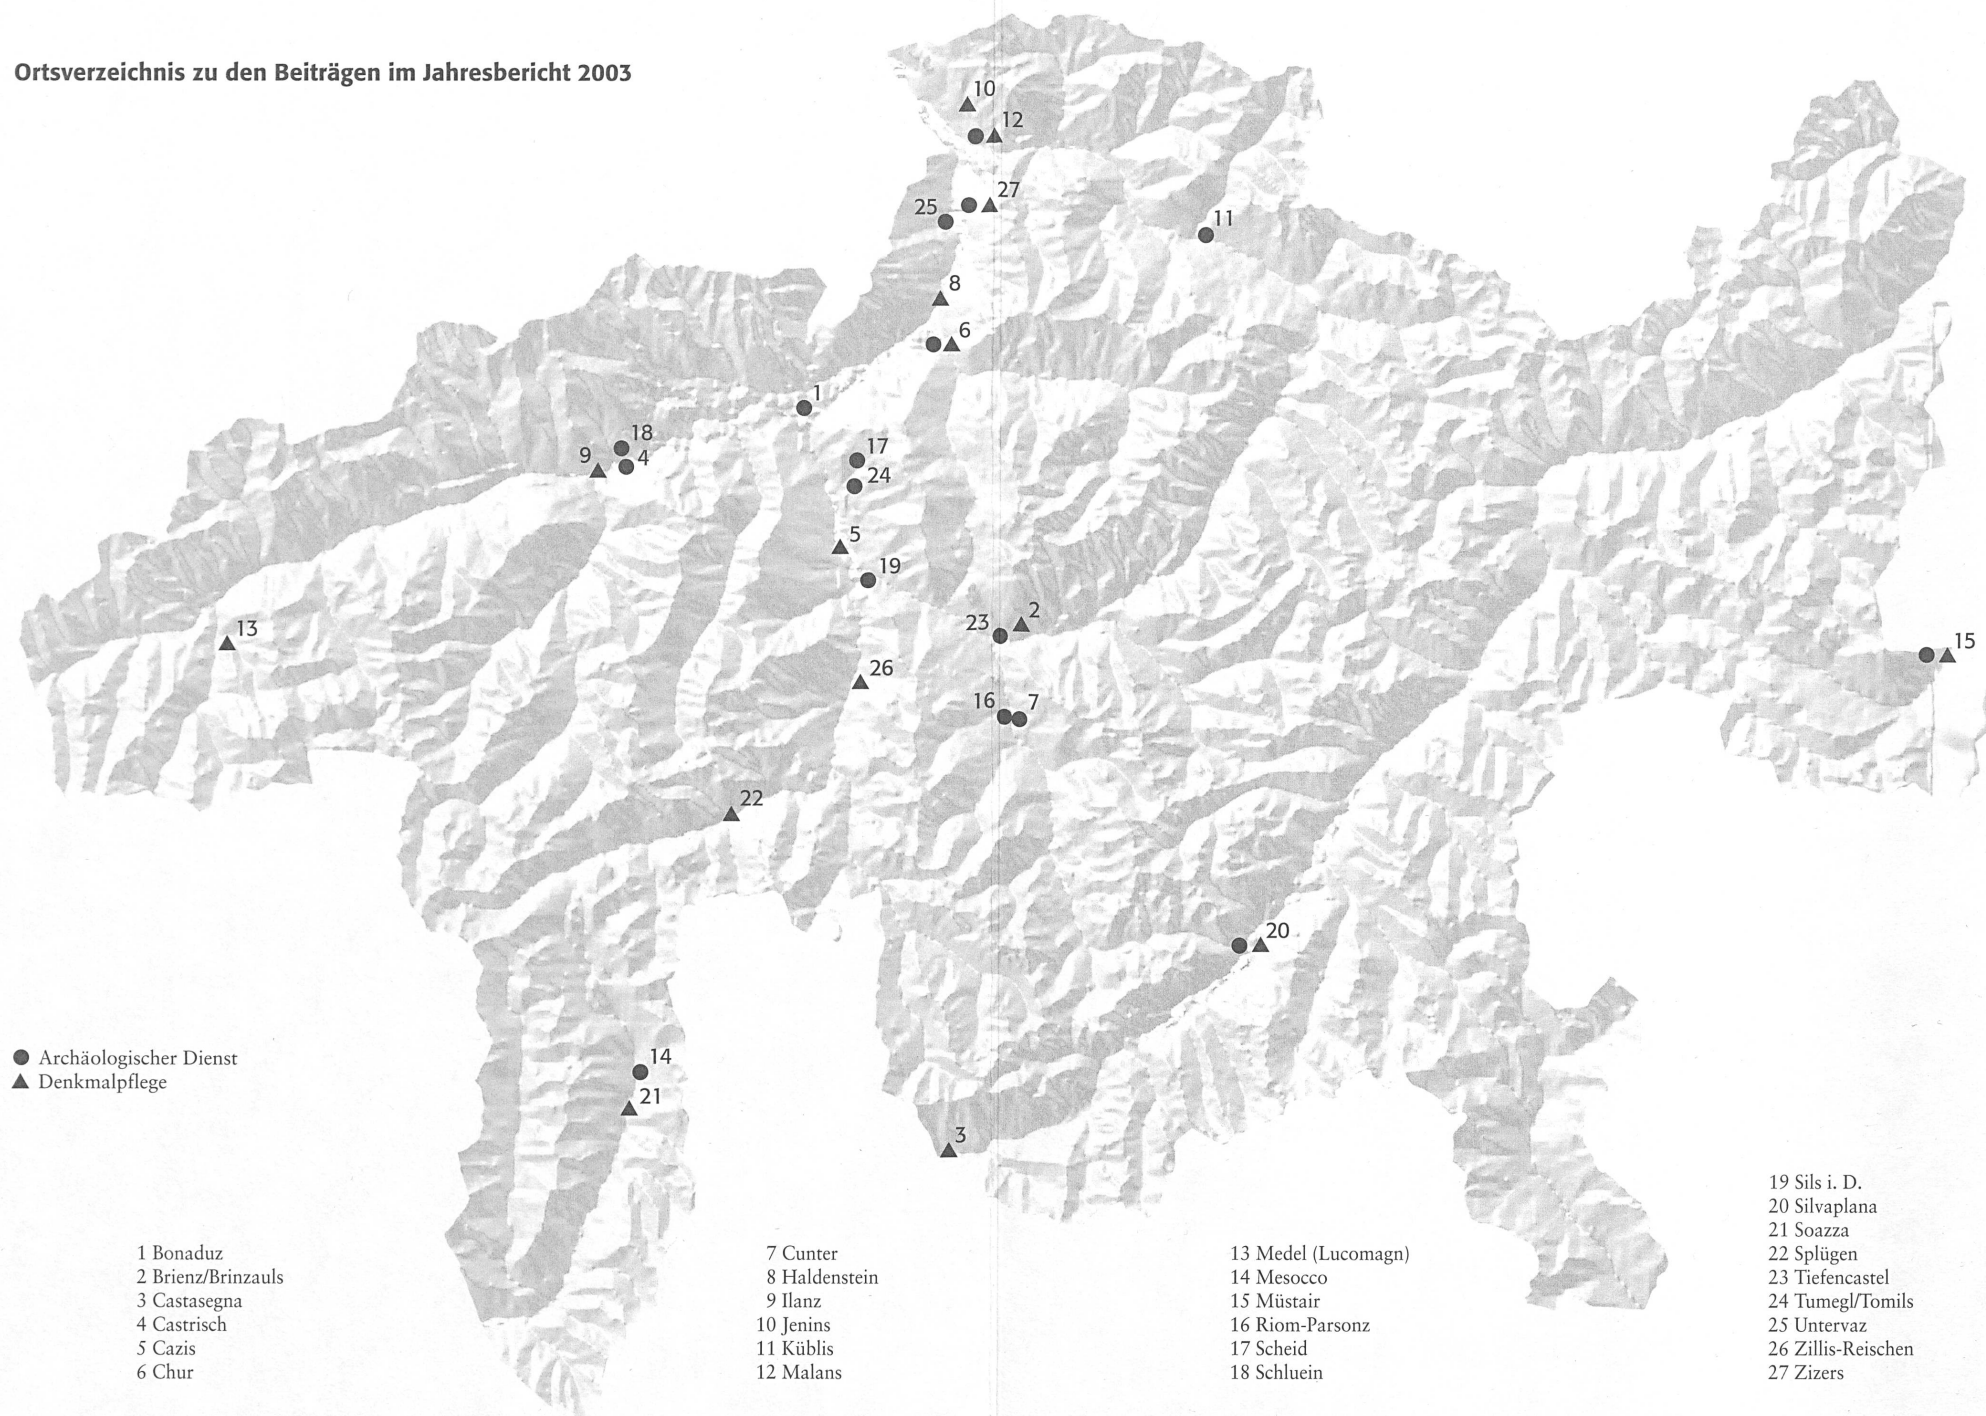 Ortsverzeichnis zu den Beiträgen im Jahresbericht 2003
10
12
27
25
11
8
6
1
18
9
4
17
24
5
19
2
23
13
15
26
16
7
22
20
14
21
3
Archäologischer Dienst
Denkmalpflege
1 Bonaduz
2 Brienz/Brinzauls
3 Castasegna
4 Castrisch
5 Cazis
6 Chur
7 Cunter
8 Haldenstein
9 Ilanz
10 Jenins
11 Küblis
12 Malans
13 Medel (Lucomagn)
14 Mesocco
15 Müstair
16 Riom-Parsonz
17 Scheid
18 Schluein
19 Sils i. D.
20 Silvaplana
21 Soazza
22 Splügen
23 Tiefencastel
24 Tumegl/Tomils
25 Untervaz
26 Zillis-Reischen
27 Zizers